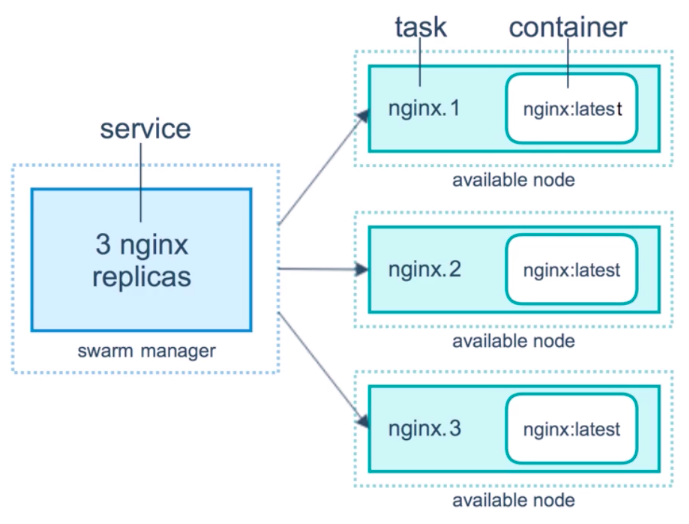 task
container
service
nginx.1
nginx:latest
available node
3 nginx
replicas
swarm manager
nginx.2
nginx:latest
available node
nginx.3
nginx:latest
available node